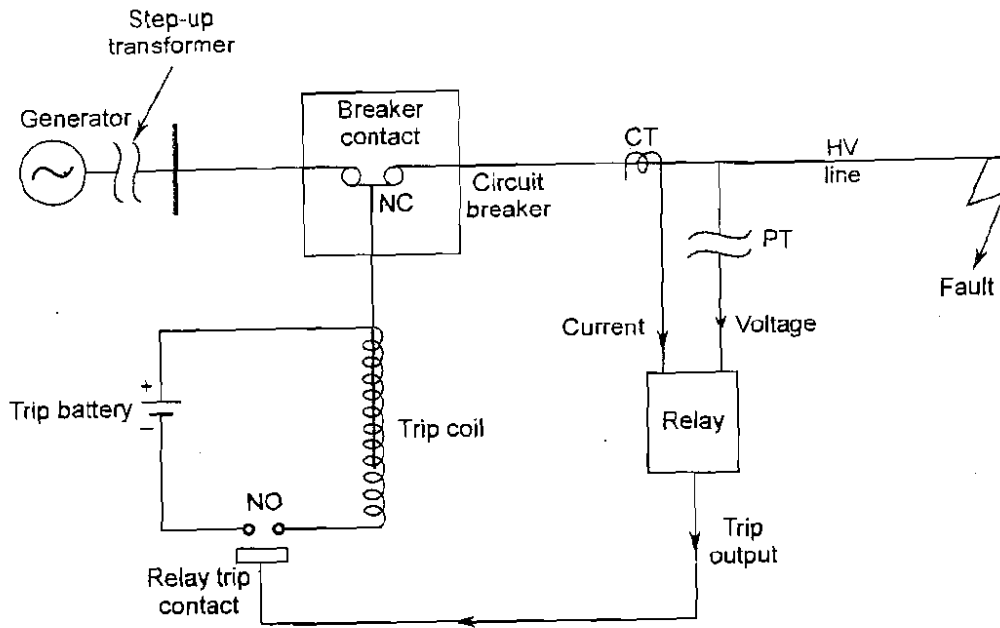 Step-up
transformer
Generator
Breaker
contact
NC
Circuit
breaker
CT
HV
line
PT
Fault
Current
Voltage
Relay
+
Trip battery
–
Trip coil
NO
Relay trip
contact
Trip
output